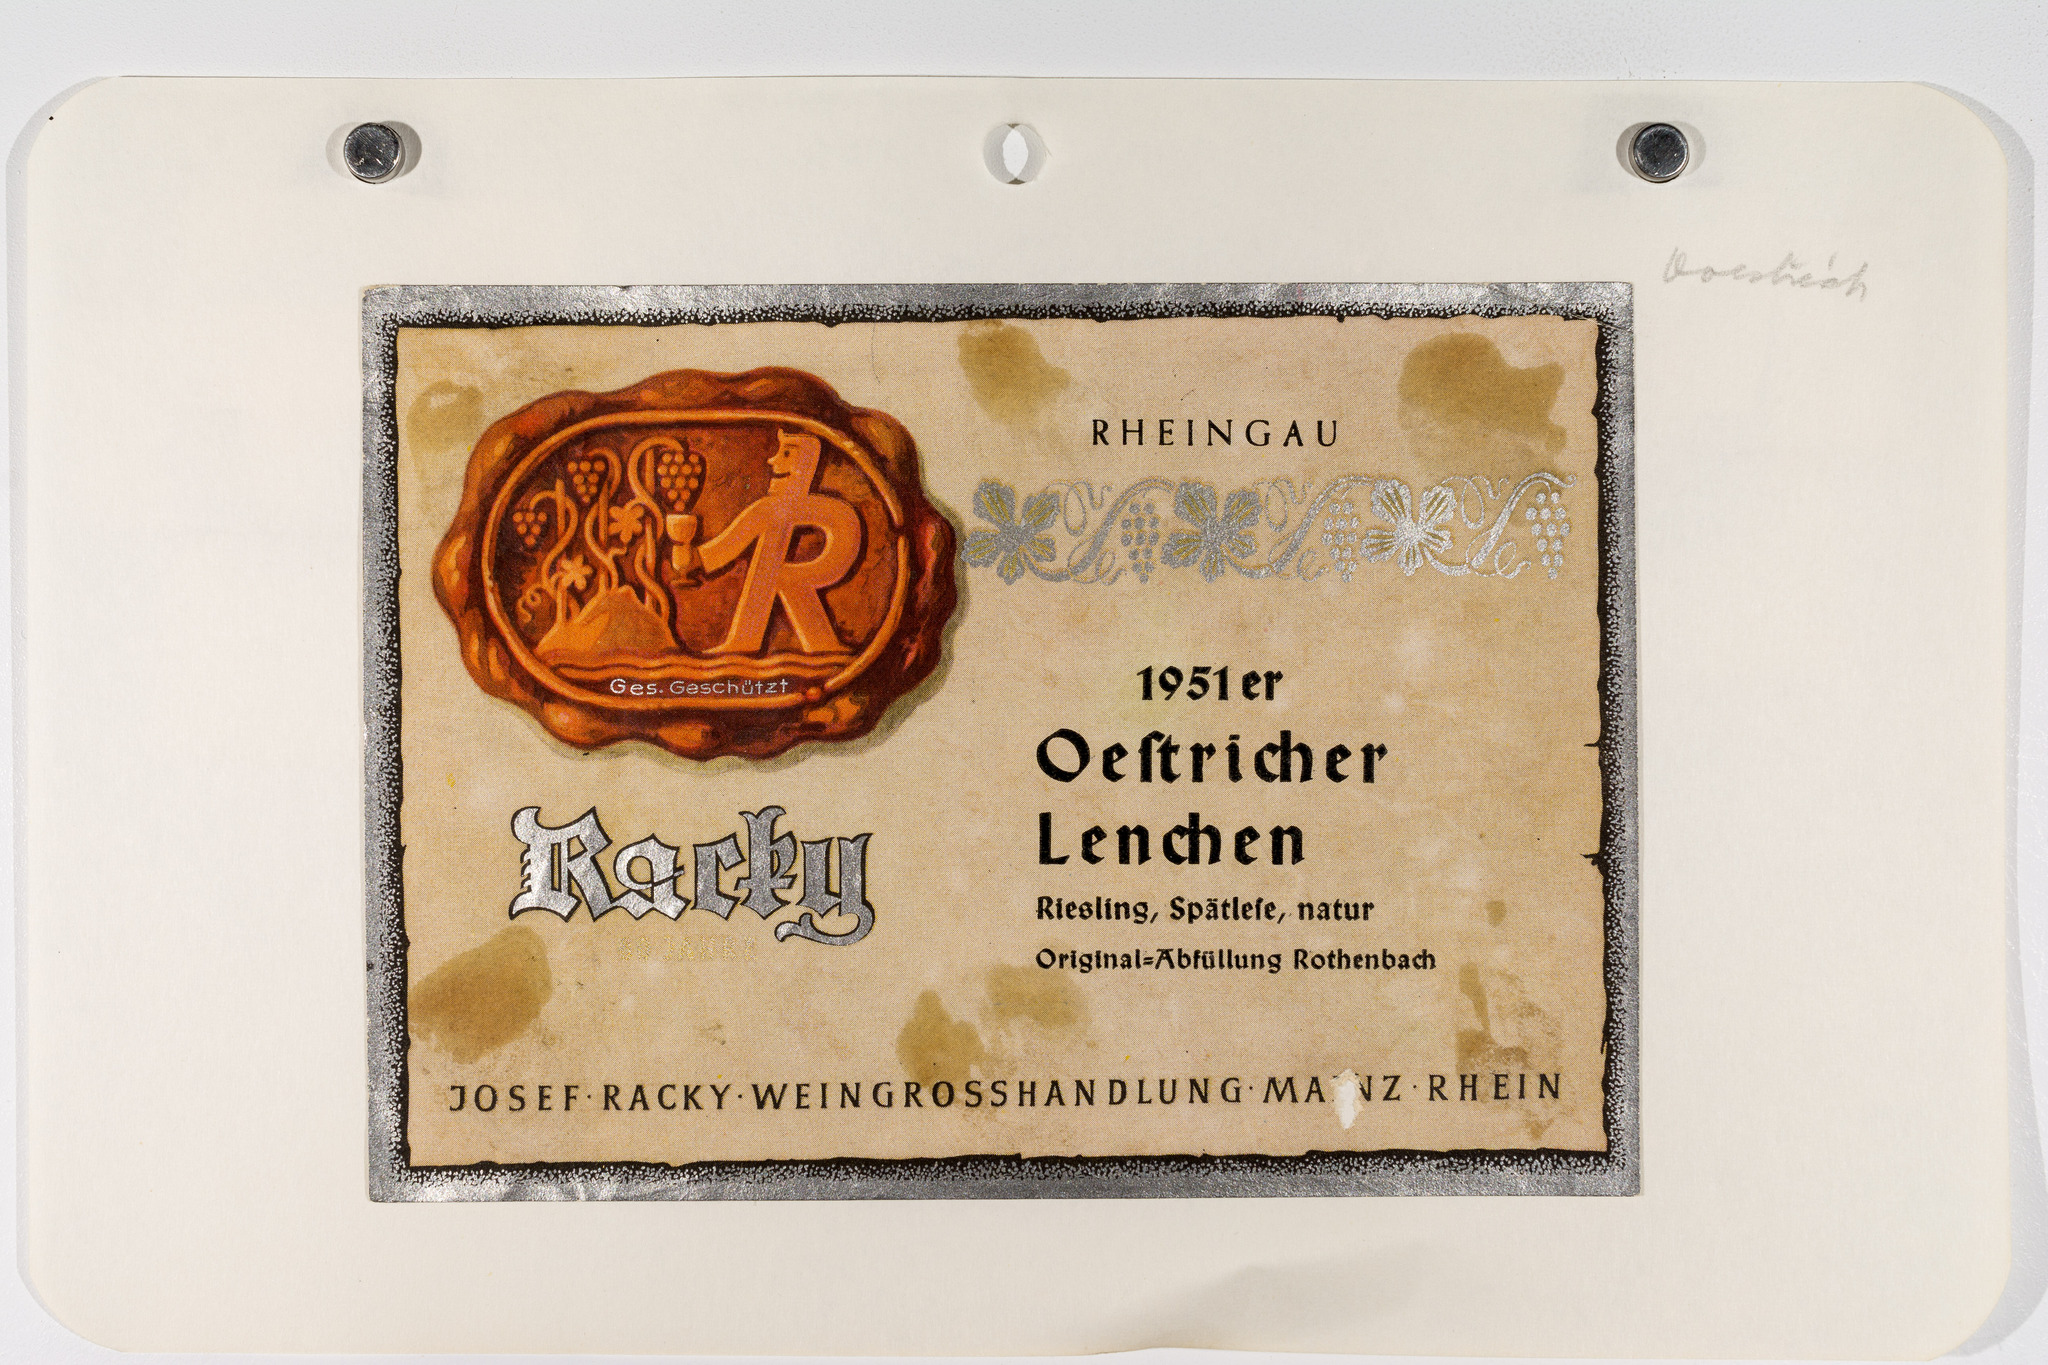 Oestrich
RHEINGAU
Ges. Geschützt
1951er
Oeſtricher
Lenchen
Riesling, Spätleſe, natur
Original=Abfüllung Rothenbach
Racky
JOSEF·RACKY·WEINGROSSHANDLUNG·MA NZ·RHEIN